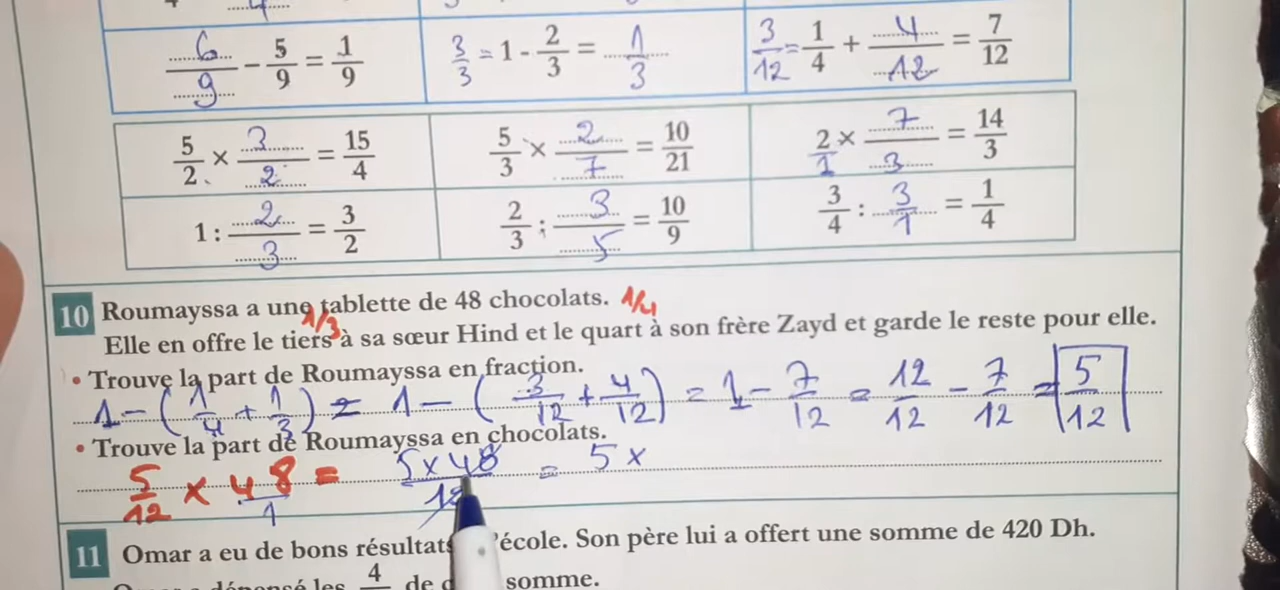 6/9 - 5/9 = 1/9
3/3 = 1 - 2/3 = 1/3
3/12 = 1/4 + 4/12 = 7/12
5/2 × 3/2 = 15/4
5/3 × 2/7 = 10/21
2/1 × 7/3 = 14/3
1 : 2/3 = 3/2
2/3 : 3/5 = 10/9
3/4 : 3/1 = 1/4
10 Roumayssa a une tablette de 48 chocolats. 1/4
1/3
Elle en offre le tiers à sa sœur Hind et le quart à son frère Zayd et garde le reste pour elle.
• Trouve la part de Roumayssa en fraction.
1 - (1/4 + 1/3) = 1 - (3/12 + 4/12) = 1 - 7/12 = 12/12 - 7/12 = 5/12
• Trouve la part de Roumayssa en chocolats.
5/12 × 48/1 = 5 × 48/12 = 5 ×
11 Omar a eu de bons résultats école. Son père lui a offert une somme de 420 Dh.
4 de somme.